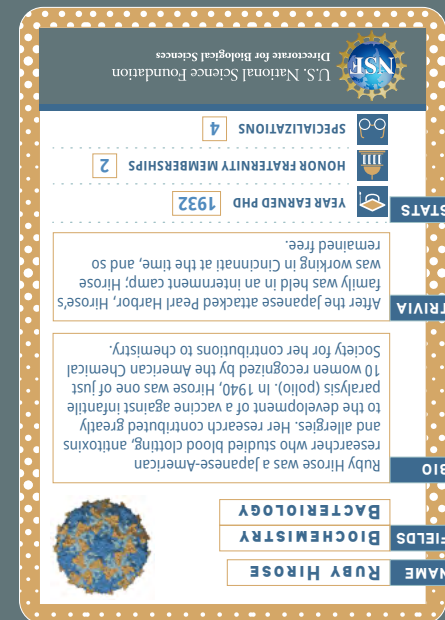 NAME
RUBY HIROSE
FIELDS
BIOCHEMISTRY
BACTERIOLOGY
BIO
Ruby Hirose was a Japanese-American
researcher who studied blood clotting, antitoxins
and allergies. Her research contributed greatly
to the development of a vaccine against infantile
paralysis (polio). In 1940, Hirose was one of just
10 women recognized by the American Chemical
Society for her contributions to chemistry.
TRIVIA
After the Japanese attacked Pearl Harbor, Hirose's
family was held in an internment camp; Hirose
was working in Cincinnati at the time, and so
remained free.
STATS
YEAR EARNED PHD 1932
HONOR FRATERNITY MEMBERSHIPS 2
SPECIALIZATIONS 4
NSF
U.S. National Science Foundation
Directorate for Biological Sciences